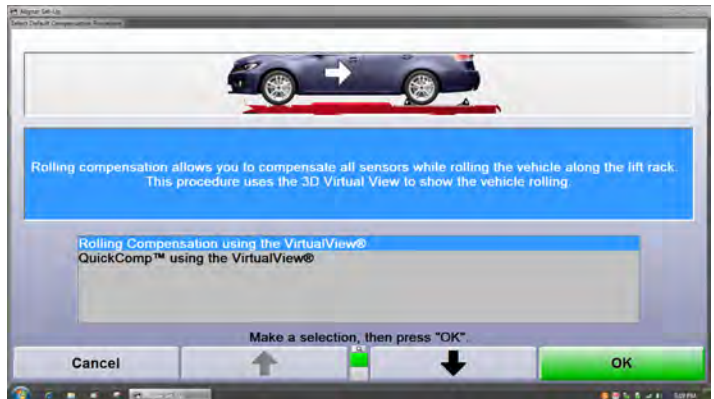 Aligner Set-Up
Select Default Compensation Procedure
Rolling compensation allows you to compensate all sensors while rolling the vehicle along the lift rack.
This procedure uses the 3D Virtual View to show the vehicle rolling.
Rolling Compensation using the VirtualView®
QuickComp™ using the VirtualView®
Make a selection, then press "OK".
Cancel
OK